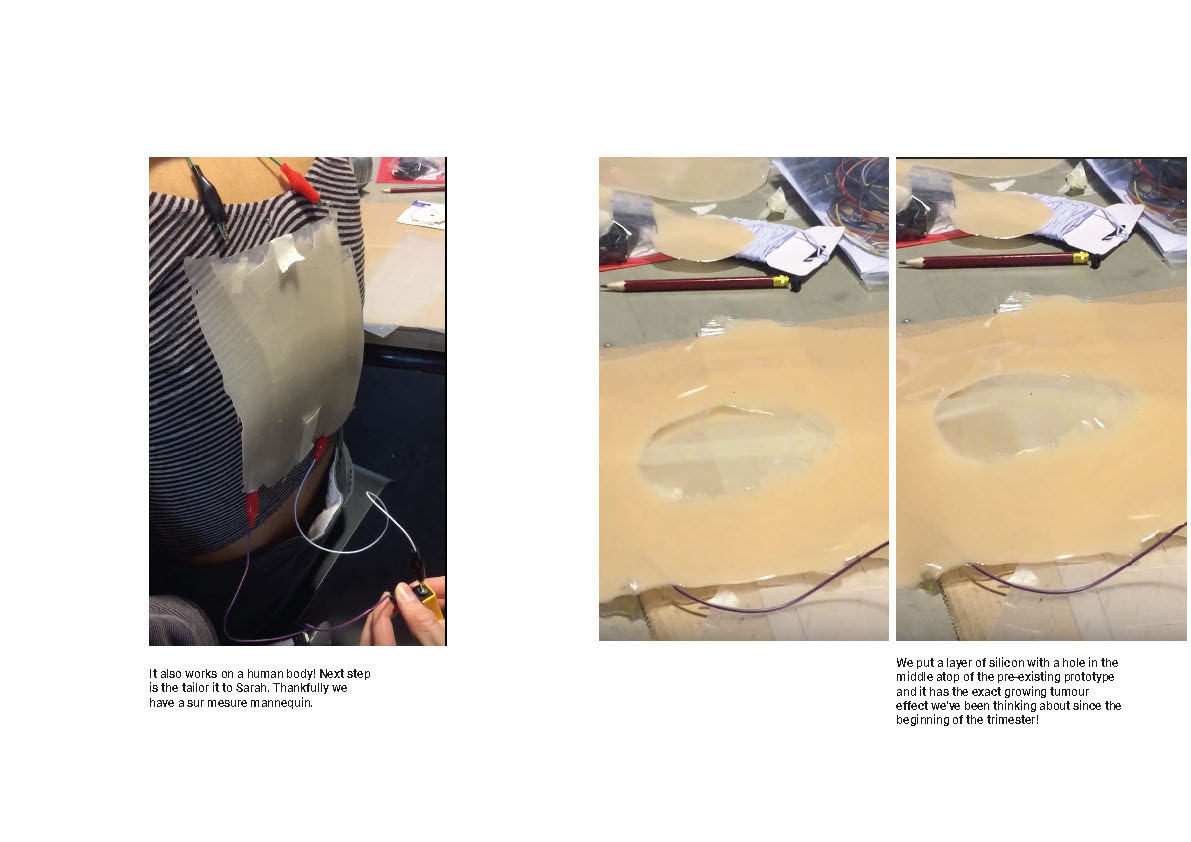 It also works on a human body! Next step
is the tailor it to Sarah. Thankfully we
have a sur mesure mannequin.
We put a layer of silicon with a hole in the
middle atop of the pre-existing prototype
and it has the exact growing tumour
effect we've been thinking about since the
beginning of the trimester!